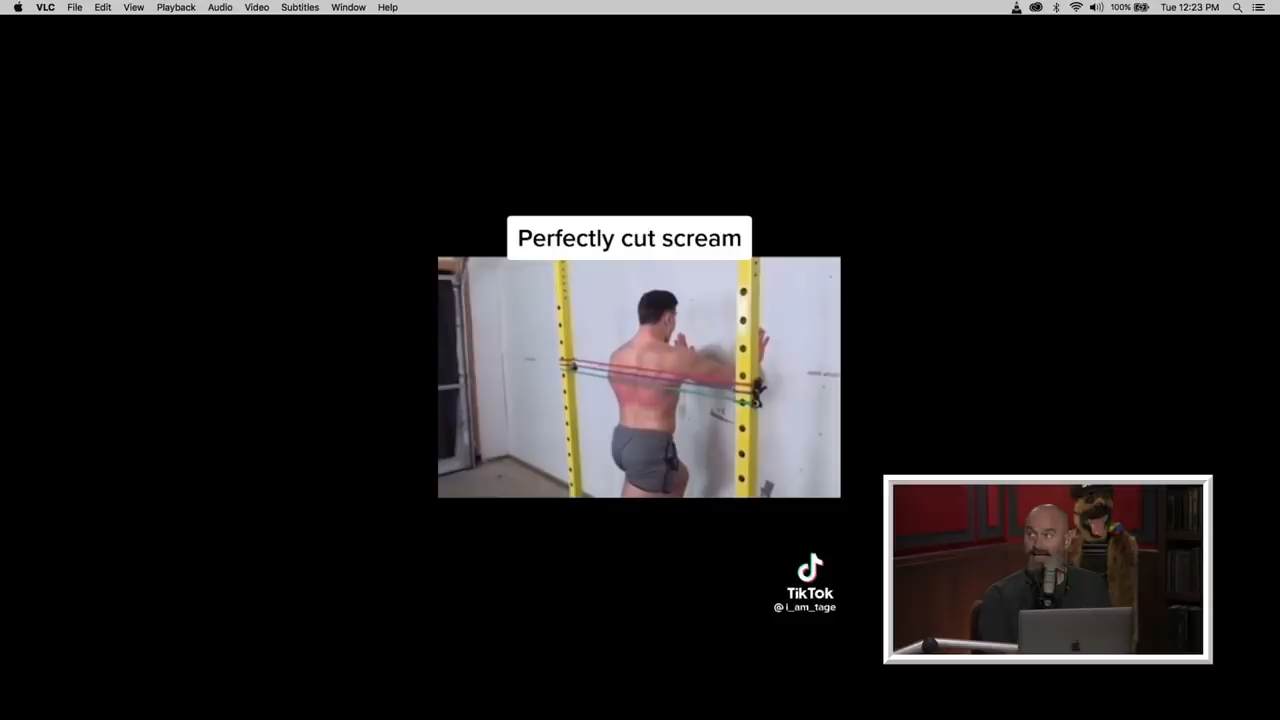 VLC File Edit View Playback Audio Video Subtitles Window Help 100% Tue 12:23 PM
Perfectly cut scream
TikTok
@i_am_tage